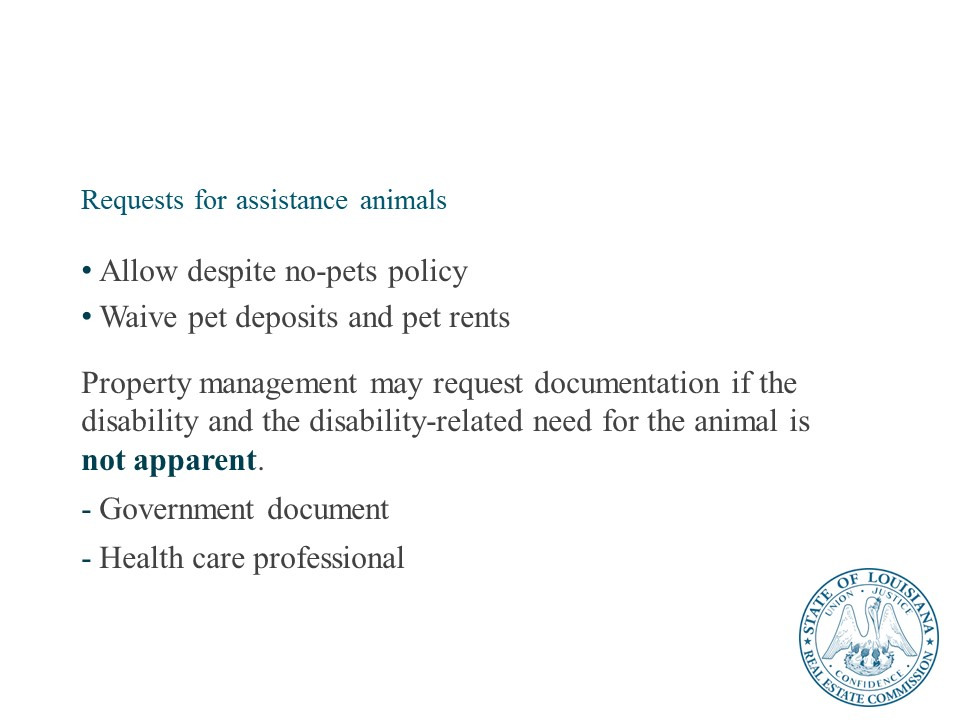 Requests for assistance animals
• Allow despite no-pets policy
• Waive pet deposits and pet rents
Property management may request documentation if the
disability and the disability-related need for the animal is
not apparent.
- Government document
- Health care professional
STATE OF LOUISIANA
UNION · JUSTICE
CONFIDENCE
REAL ESTATE COMMISSION